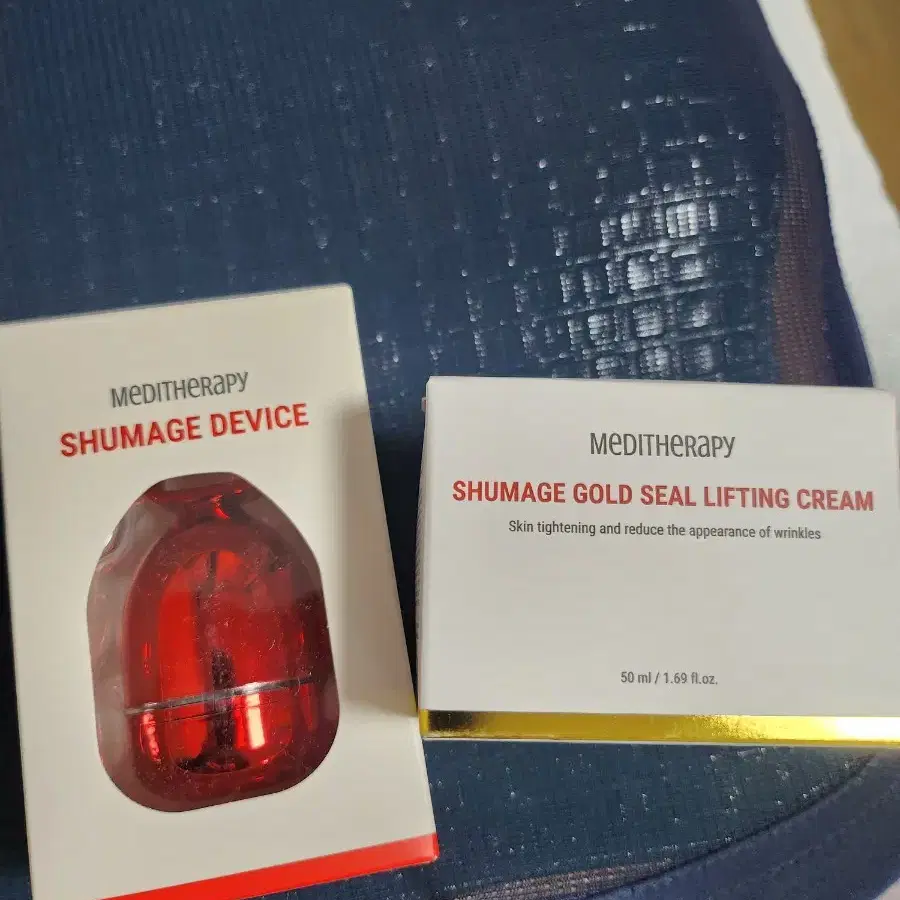 MEDITHERAPY
SHUMAGE DEVICE
MEDITHERAPY
SHUMAGE GOLD SEAL LIFTING CREAM
Skin tightening and reduce the appearance of wrinkles
50 ml / 1.69 fl.oz.